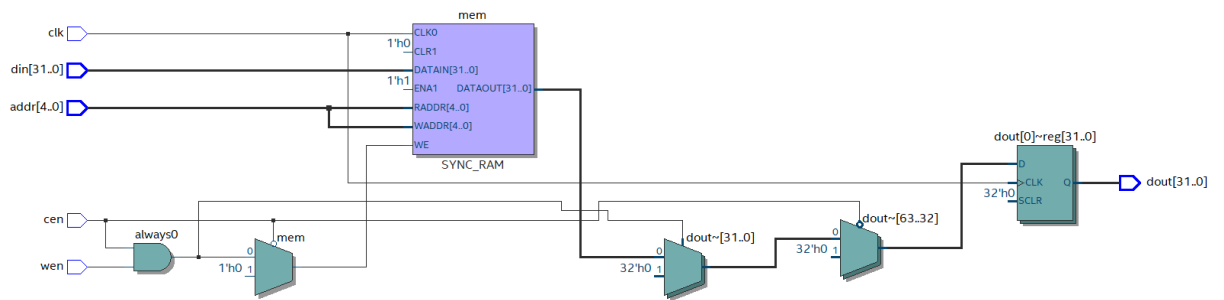 mem
clk
CLK0
1'h0
CLR1
din[31..0]
DATAIN[31..0]
1'h1
ENA1
DATAOUT[31..0]
addr[4..0]
RADDR[4..0]
WADDR[4..0]
WE
SYNC_RAM
dout[0]~reg[31..0]
D
>CLK
Q
32'h0
SCLR
dout[31..0]
cen
always0
mem
dout~[31..0]
dout~[63..32]
wen
0
1'h0
1
0
32'h0
1
0
32'h0
1